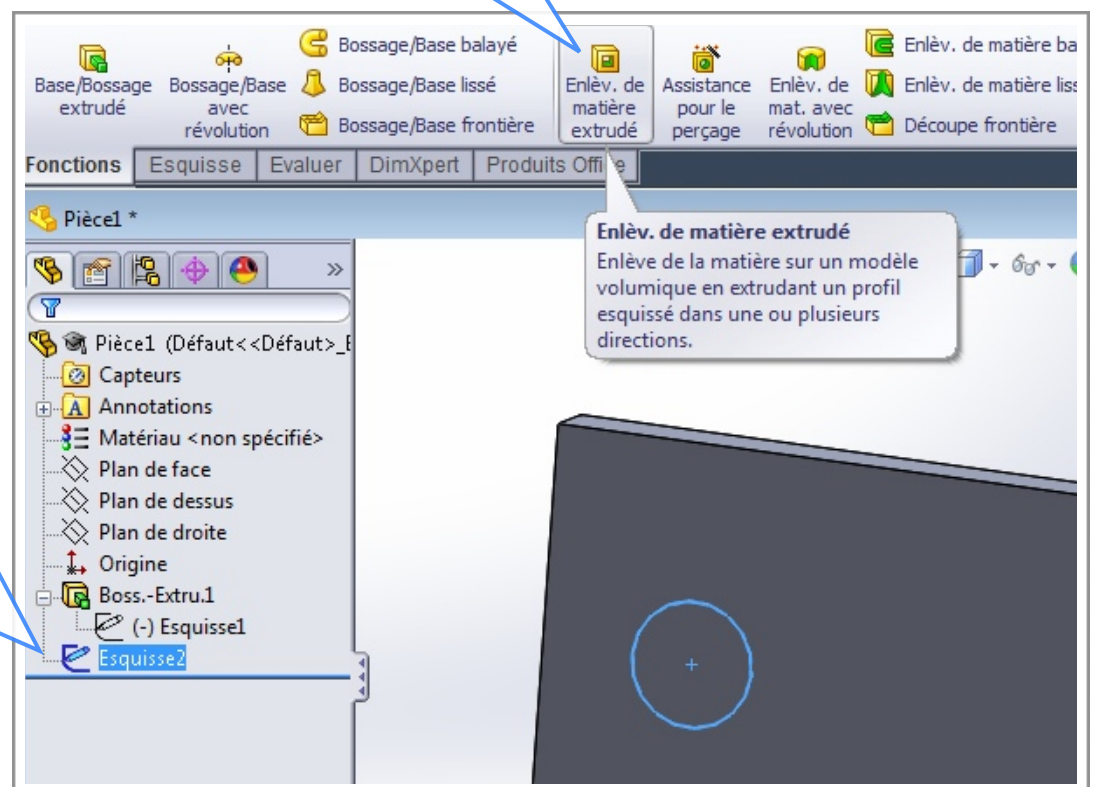 Base/Bossage
extrudé
Bossage/Base
avec
révolution
Bossage/Base balayé
Bossage/Base lissé
Bossage/Base frontière
Enlèv. de
matière
extrudé
Assistance
pour le
perçage
Enlèv. de
mat. avec
révolution
Enlèv. de matière ba
Enlèv. de matière liss
Découpe frontière
Fonctions
Esquisse
Evaluer
DimXpert
Produits Office
Pièce1 *
Enlèv. de matière extrudé
Enlève de la matière sur un modèle
volumique en extrudant un profil
esquissé dans une ou plusieurs
directions.
Pièce1 (Défaut<<Défaut>_E
Capteurs
A Annotations
Matériau <non spécifié>
Plan de face
Plan de dessus
Plan de droite
Origine
Boss.-Extru.1
(-) Esquisse1
Esquisse2